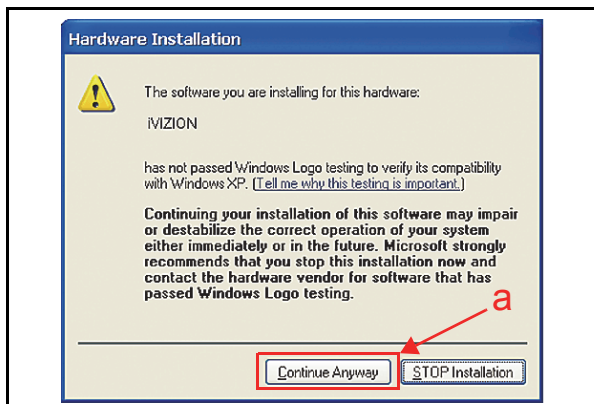 Hardware Installation
The software you are installing for this hardware:
iVIZION
has not passed Windows Logo testing to verify its compatibility
with Windows XP. (Tell me why this testing is important.)
Continuing your installation of this software may impair
or destabilize the correct operation of your system
either immediately or in the future. Microsoft strongly
recommends that you stop this installation now and
contact the hardware vendor for software that has
passed Windows Logo testing.
a
Continue Anyway STOP Installation